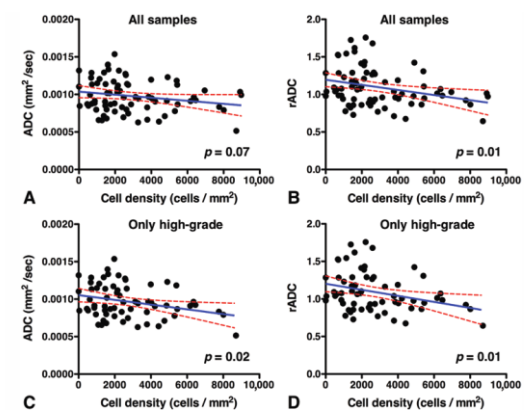 All samples
ADC (mm²/sec)
0.0020
0.0015
0.0010
0.0005
0.0000
p = 0.07
0 2000 4000 6000 8000 10,000
A
Cell density (cells / mm²)
All samples
rADC
2.0
1.5
1.0
0.5
0.0
p = 0.01
0 2000 4000 6000 8000 10,000
B
Cell density (cells / mm²)
Only high-grade
ADC (mm²/sec)
0.0020
0.0015
0.0010
0.0005
0.0000
p = 0.02
0 2000 4000 6000 8000 10,000
C
Cell density (cells / mm²)
Only high-grade
rADC
2.0
1.5
1.0
0.5
0.0
p = 0.01
0 2000 4000 6000 8000 10,000
D
Cell density (cells / mm²)